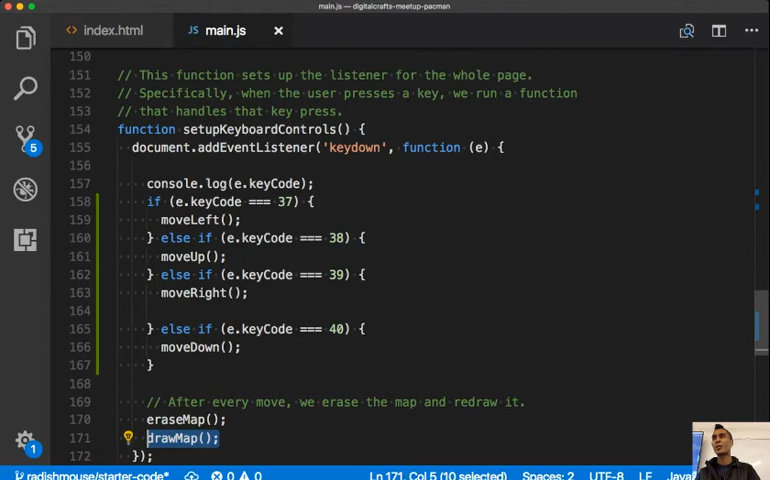 main.js — digitalcrafts-meetup-pacman
<> index.html
JS main.js ×
150
151 // This function sets up the listener for the whole page.
152 // Specifically, when the user presses a key, we run a function
153 // that handles that key press.
154 function setupKeyboardControls() {
155 document.addEventListener('keydown', function (e) {
156
157 console.log(e.keyCode);
158 if (e.keyCode === 37) {
159 moveLeft();
160 } else if (e.keyCode === 38) {
161 moveUp();
162 } else if (e.keyCode === 39) {
163 moveRight();
164
165 } else if (e.keyCode === 40) {
166 moveDown();
167 }
168
169 // After every move, we erase the map and redraw it.
170 eraseMap();
171 drawMap();
172 });
5
1
radishmouse/starter-code* 0 0 Ln 171, Col 5 (10 selected) Spaces: 2 UTF-8 LF